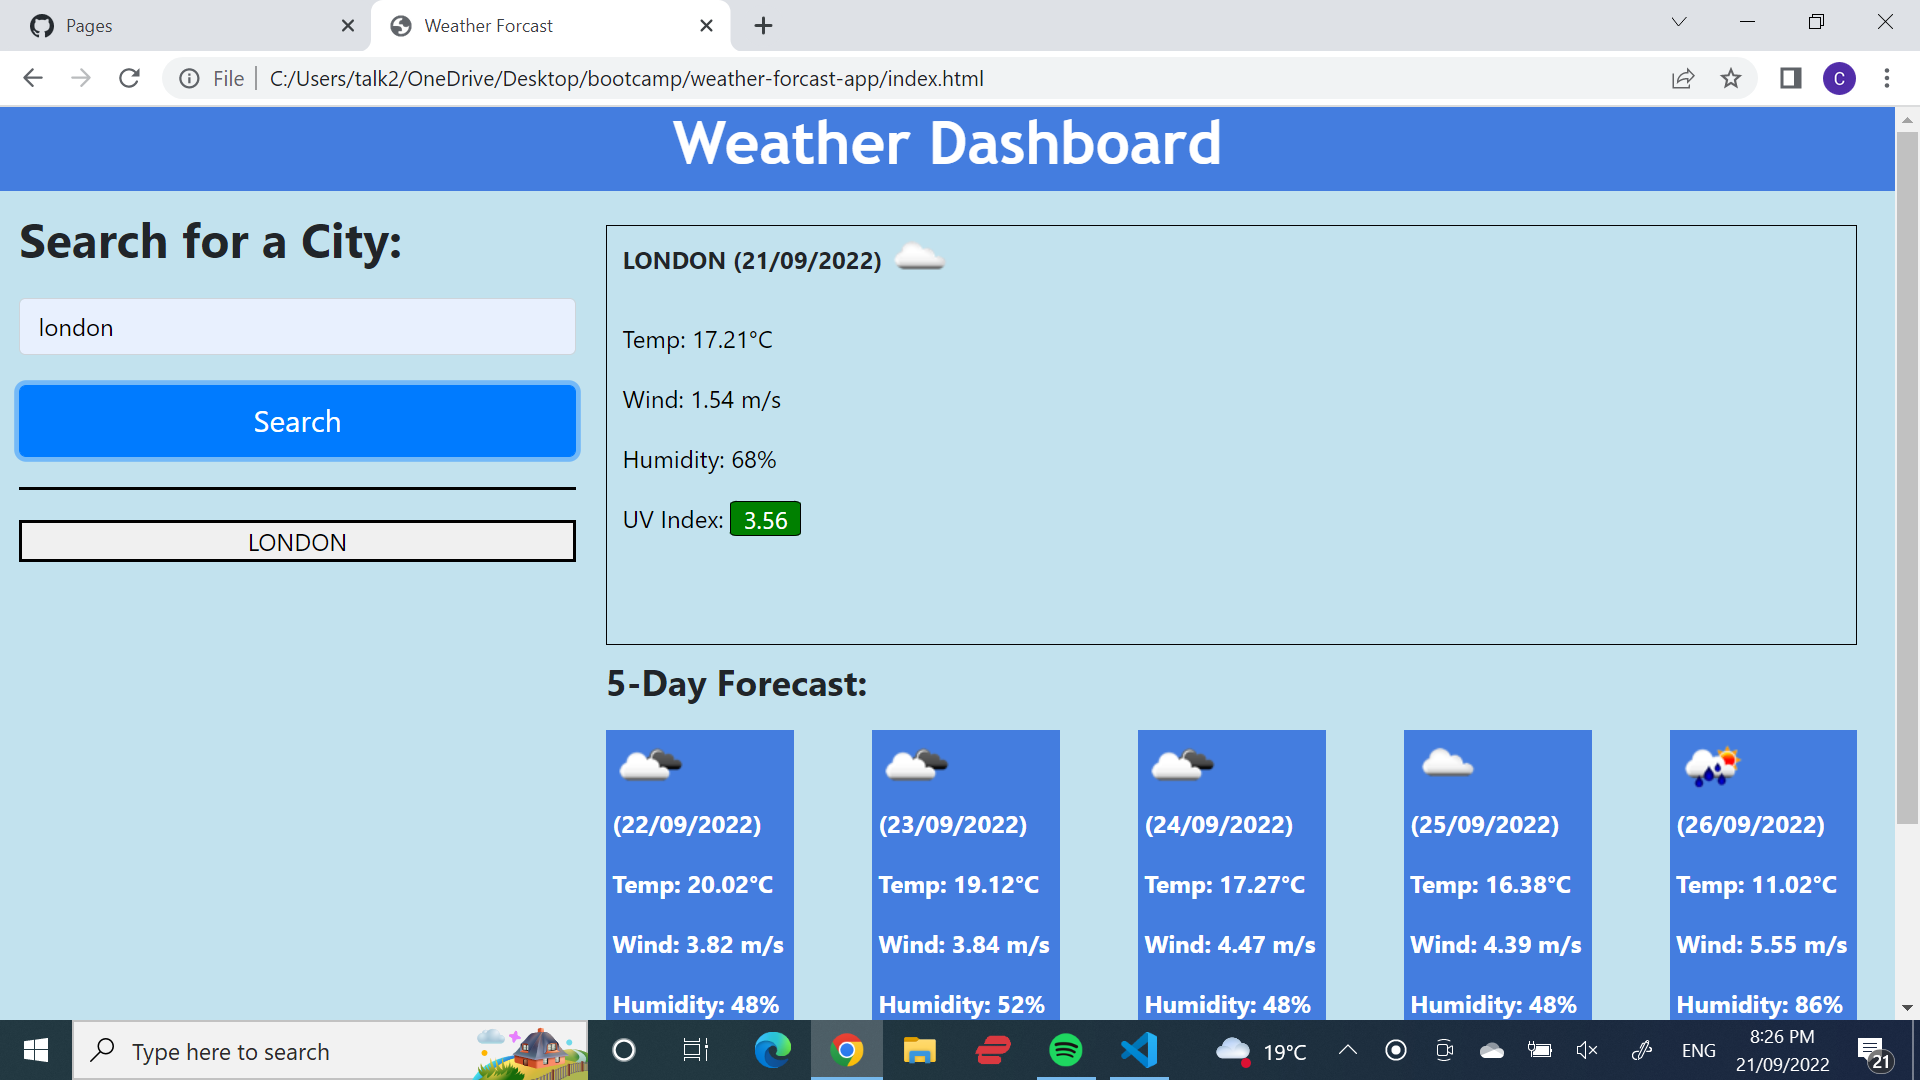 Pages
Weather Forcast
File
C:/Users/talk2/OneDrive/Desktop/bootcamp/weather-forcast-app/index.html
C
Weather Dashboard
Search for a City:
london
Search
LONDON
LONDON (21/09/2022)
Temp: 17.21°C
Wind: 1.54 m/s
Humidity: 68%
UV Index: 3.56
5-Day Forecast:
(22/09/2022)
Temp: 20.02°C
Wind: 3.82 m/s
Humidity: 48%
(23/09/2022)
Temp: 19.12°C
Wind: 3.84 m/s
Humidity: 52%
(24/09/2022)
Temp: 17.27°C
Wind: 4.47 m/s
Humidity: 48%
(25/09/2022)
Temp: 16.38°C
Wind: 4.39 m/s
Humidity: 48%
(26/09/2022)
Temp: 11.02°C
Wind: 5.55 m/s
Humidity: 86%
Type here to search
19°C
ENG
8:26 PM
21/09/2022
21